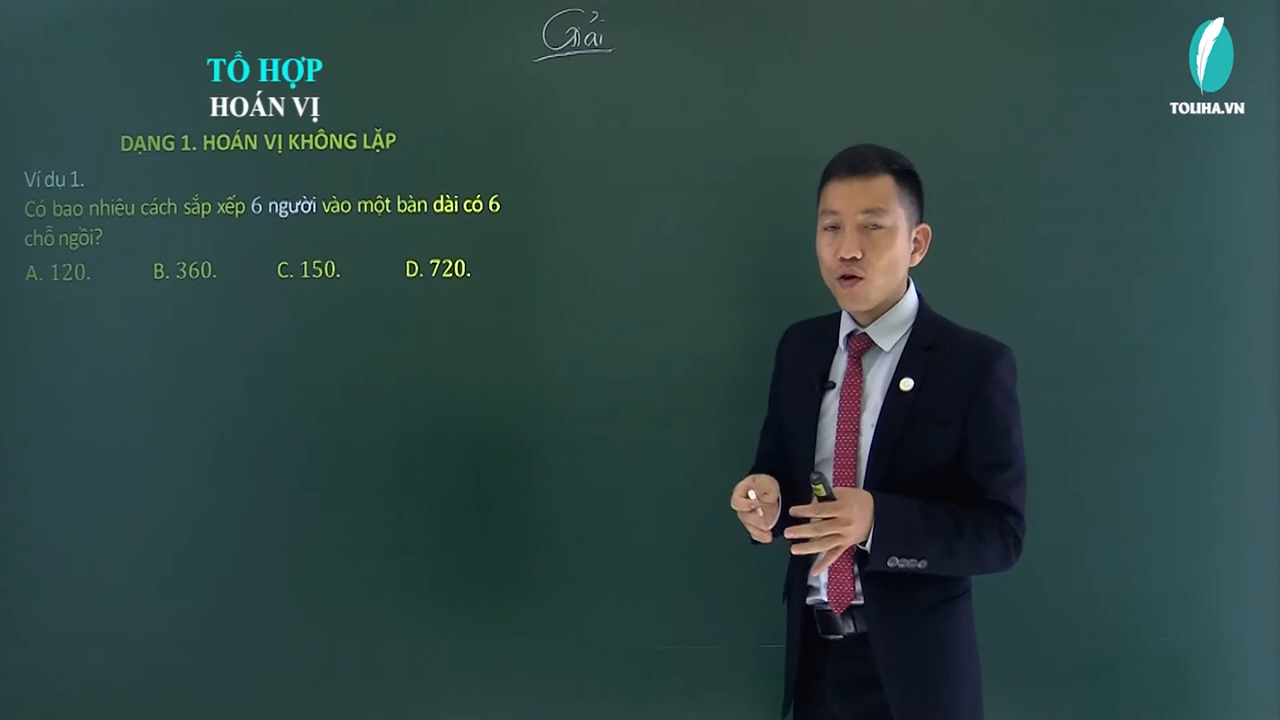 Giải
TỔ HỢP
HOÁN VỊ
DẠNG 1. HOÁN VỊ KHÔNG LẶP
Ví dụ 1.
Có bao nhiêu cách sắp xếp 6 người vào một bàn dài có 6
chỗ ngồi?
A. 120. B. 360. C. 150. D. 720.
TOLIHA.VN